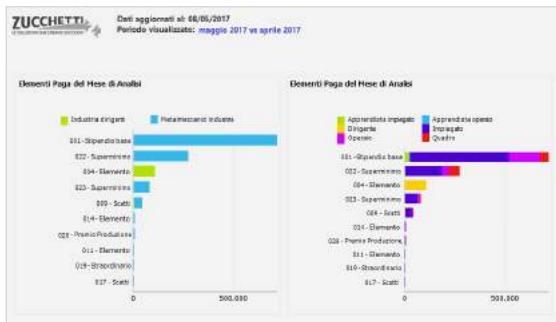 ZUCCHETTI
Dati aggiornati al: 08/05/2017
Periodo visualizzato: maggio 2017 vs aprile 2017
Elementi Paga del Mese di Analisi
Industria dirigenti
Metalmeccanici industria
001 - Stipendio base
022 - Superminimo
004 - Elemento
023 - Superminimo
009 - Scatti
014 - Elemento
028 - Premio Produzione
011 - Elemento
019 - Straordinario
017 - Scatti
0
500,000
Elementi Paga del Mese di Analisi
Apprendista impiegato
Apprendista operaio
Dirigente
Impiegato
Operaio
Quadro
001 - Stipendio base
022 - Superminimo
004 - Elemento
023 - Superminimo
009 - Scatti
014 - Elemento
028 - Premio Produzione
011 - Elemento
019 - Straordinario
017 - Scatti
0
500,000